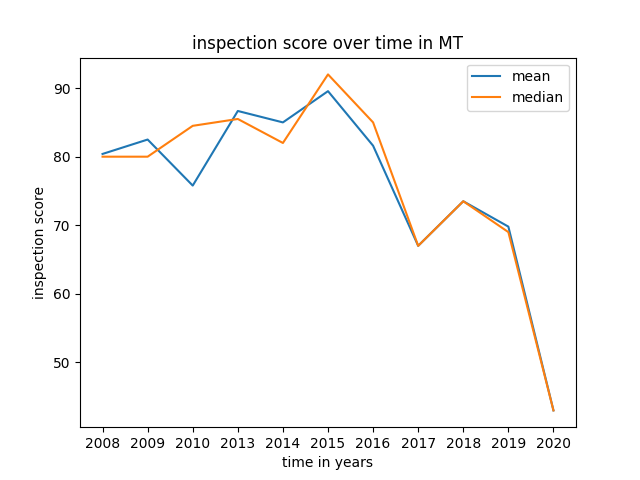 inspection score over time in MT
mean
median
90
80
70
60
50
inspection score
2008 2009 2010 2013 2014 2015 2016 2017 2018 2019 2020
time in years